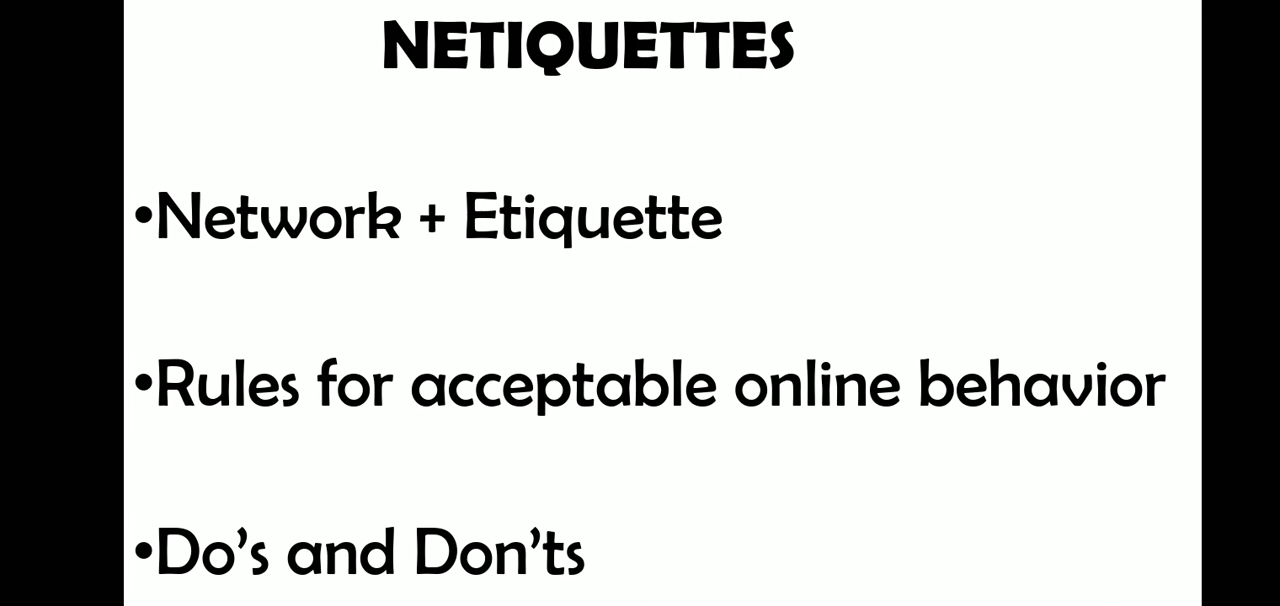 NETIQUETTES
•Network + Etiquette
•Rules for acceptable online behavior
•Do’s and Don’ts